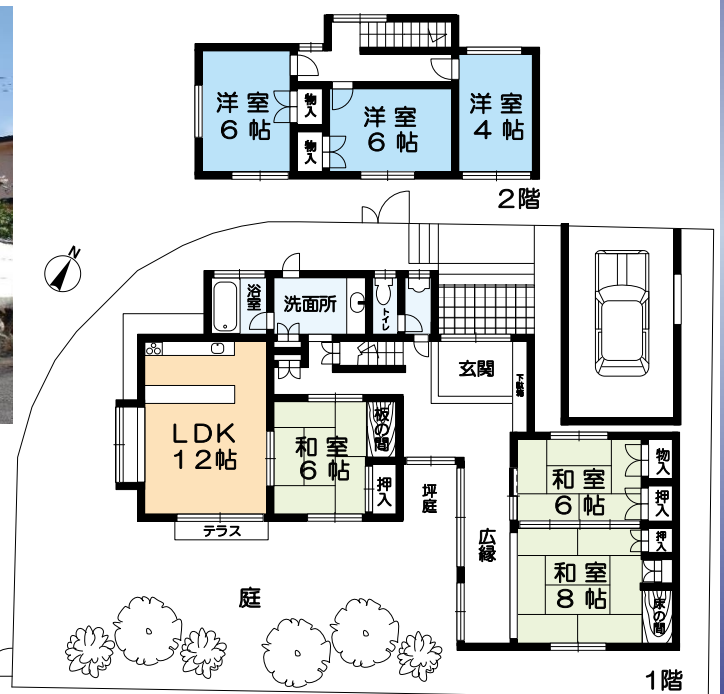 洋室
6帖
物入
物入
洋室
6帖
洋室
4帖
2階
N
浴室
洗面所
トイレ
玄関
下駄箱
LDK
12帖
和室
6帖
板の間
押入
坪庭
広縁
和室
6帖
物入
押入
押入
和室
8帖
床の間
テラス
庭
1階